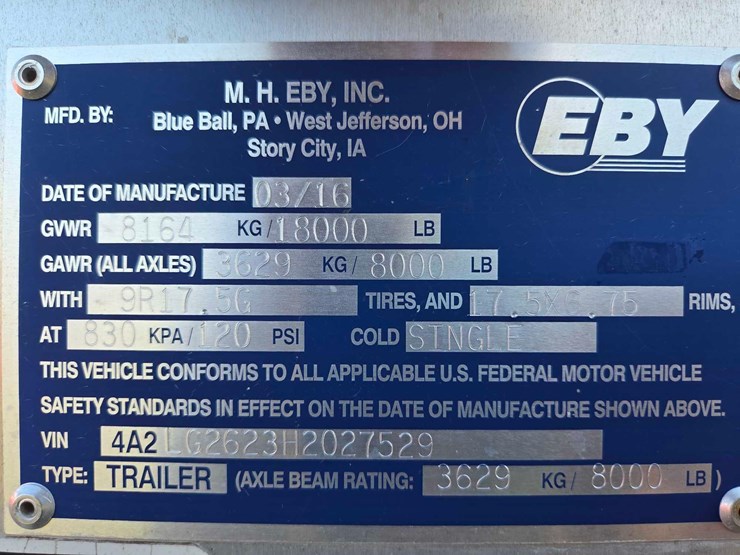 M. H. EBY, INC.
MFD. BY: Blue Ball, PA • West Jefferson, OH
Story City, IA
EBY
DATE OF MANUFACTURE 03/16
GVWR 8164 KG/18000 LB
GAWR (ALL AXLES) 3629 KG/ 8000 LB
WITH 9R17.5G TIRES, AND 17.5X6.75 RIMS,
AT 830 KPA/120 PSI COLD SINGLE
THIS VEHICLE CONFORMS TO ALL APPLICABLE U.S. FEDERAL MOTOR VEHICLE
SAFETY STANDARDS IN EFFECT ON THE DATE OF MANUFACTURE SHOWN ABOVE.
VIN 4A2LG2623H2027529
TYPE: TRAILER (AXLE BEAM RATING: 3629 KG/ 8000 LB)